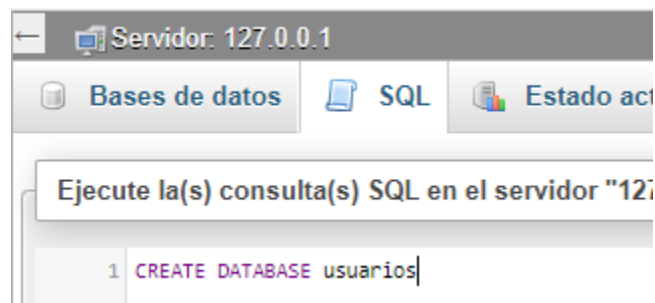 ← Servidor: 127.0.0.1
Bases de datos SQL Estado act
Ejecute la(s) consulta(s) SQL en el servidor "127
1 CREATE DATABASE usuarios